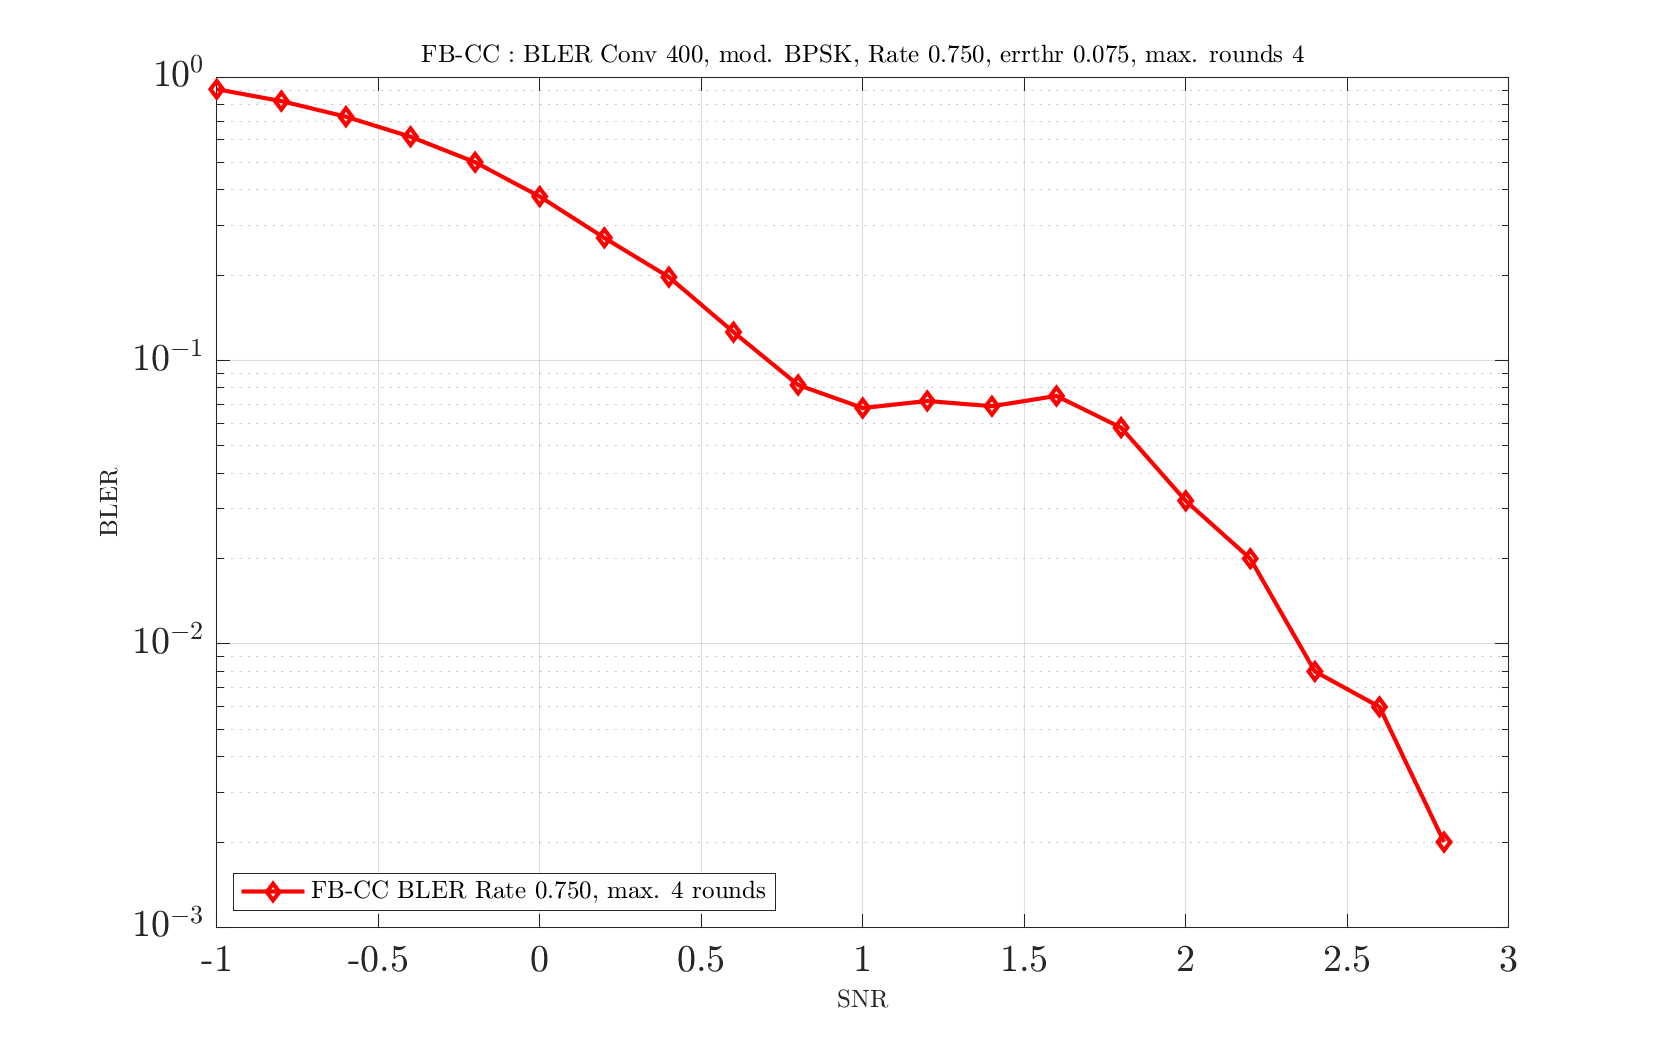 FB-CC : BLER Conv 400, mod. BPSK, Rate 0.750, errthr 0.075, max. rounds 4
10^0
10^−1
10^−2
10^−3
BLER
FB-CC BLER Rate 0.750, max. 4 rounds
-1 -0.5 0 0.5 1 1.5 2 2.5 3
SNR